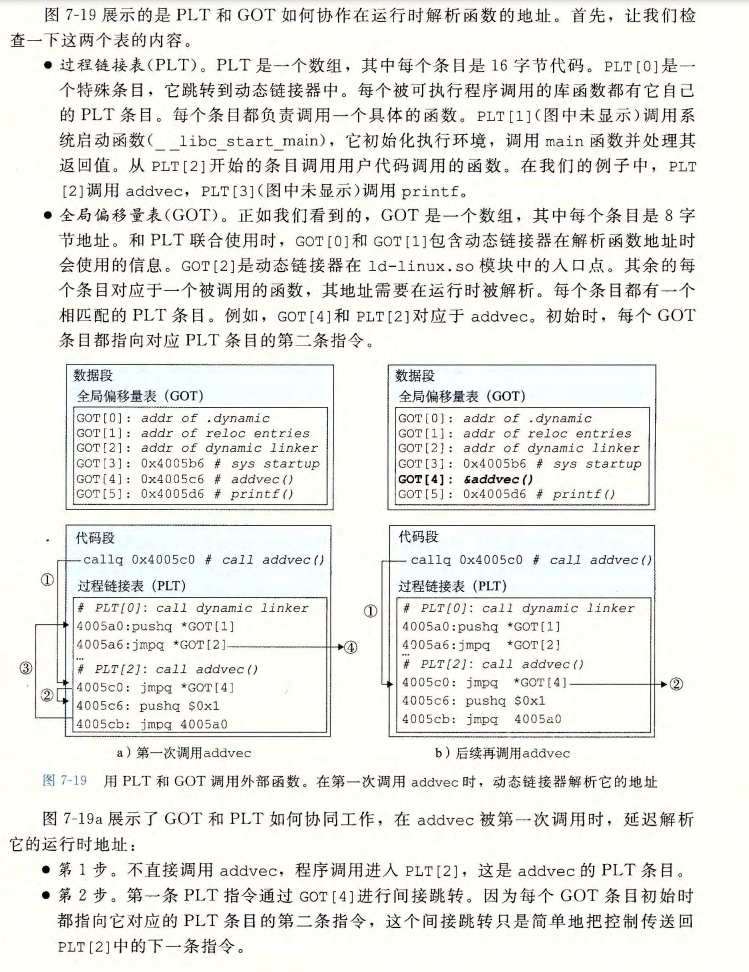 图 7-19 展示的是 PLT 和 GOT 如何协作在运行时解析函数的地址。首先,让我们检
查一下这两个表的内容。
● 过程链接表(PLT)。PLT 是一个数组,其中每个条目是 16 字节代码。PLT[0]是一
个特殊条目,它跳转到动态链接器中。每个被可执行程序调用的库函数都有它自己
的 PLT 条目。每个条目都负责调用一个具体的函数。PLT[1](图中未显示)调用系
统启动函数(__libc_start_main),它初始化执行环境,调用 main 函数并处理其
返回值。从 PLT[2]开始的条目调用用户代码调用的函数。在我们的例子中,PLT
[2]调用 addvec,PLT[3](图中未显示)调用 printf。
● 全局偏移量表(GOT)。正如我们看到的,GOT 是一个数组,其中每个条目是 8 字
节地址。和 PLT 联合使用时,GOT[0]和 GOT[1]包含动态链接器在解析函数地址时
会使用的信息。GOT[2]是动态链接器在 ld-linux.so 模块中的入口点。其余的每
个条目对应于一个被调用的函数,其地址需要在运行时被解析。每个条目都有一个
相匹配的 PLT 条目。例如,GOT[4]和 PLT[2]对应于 addvec。初始时,每个 GOT
条目都指向对应 PLT 条目的第二条指令。
数据段
全局偏移量表(GOT)
GOT[0]: addr of .dynamic
GOT[1]: addr of reloc entries
GOT[2]: addr of dynamic linker
GOT[3]: 0x4005b6 # sys startup
GOT[4]: 0x4005c6 # addvec()
GOT[5]: 0x4005d6 # printf()
代码段
callq 0x4005c0 # call addvec()
①
过程链接表(PLT)
# PLT[0]: call dynamic linker
4005a0:pushq *GOT[1]
4005a6:jmpq *GOT[2]
④
…
③
# PLT[2]: call addvec()
4005c0: jmpq *GOT[4]
②
4005c6: pushq $0x1
4005cb: jmpq 4005a0
a)第一次调用addvec
数据段
全局偏移量表(GOT)
GOT[0]: addr of .dynamic
GOT[1]: addr of reloc entries
GOT[2]: addr of dynamic linker
GOT[3]: 0x4005b6 # sys startup
GOT[4]: &addvec()
GOT[5]: 0x4005d6 # printf()
代码段
callq 0x4005c0 # call addvec()
过程链接表(PLT)
①
# PLT[0]: call dynamic linker
4005a0:pushq *GOT[1]
4005a6:jmpq *GOT[2]
…
# PLT[2]: call addvec()
4005c0: jmpq *GOT[4]
②
4005c6: pushq $0x1
4005cb: jmpq 4005a0
b)后续再调用addvec
图 7-19 用 PLT 和 GOT 调用外部函数。在第一次调用 addvec 时,动态链接器解析它的地址
图 7-19a 展示了 GOT 和 PLT 如何协同工作,在 addvec 被第一次调用时,延迟解析
它的运行时地址:
● 第 1 步。不直接调用 addvec,程序调用进入 PLT[2],这是 addvec 的 PLT 条目。
● 第 2 步。第一条 PLT 指令通过 GOT[4]进行间接跳转。因为每个 GOT 条目初始时
都指向它对应的 PLT 条目的第二条指令,这个间接跳转只是简单地把控制传送回
PLT[2]中的下一条指令。